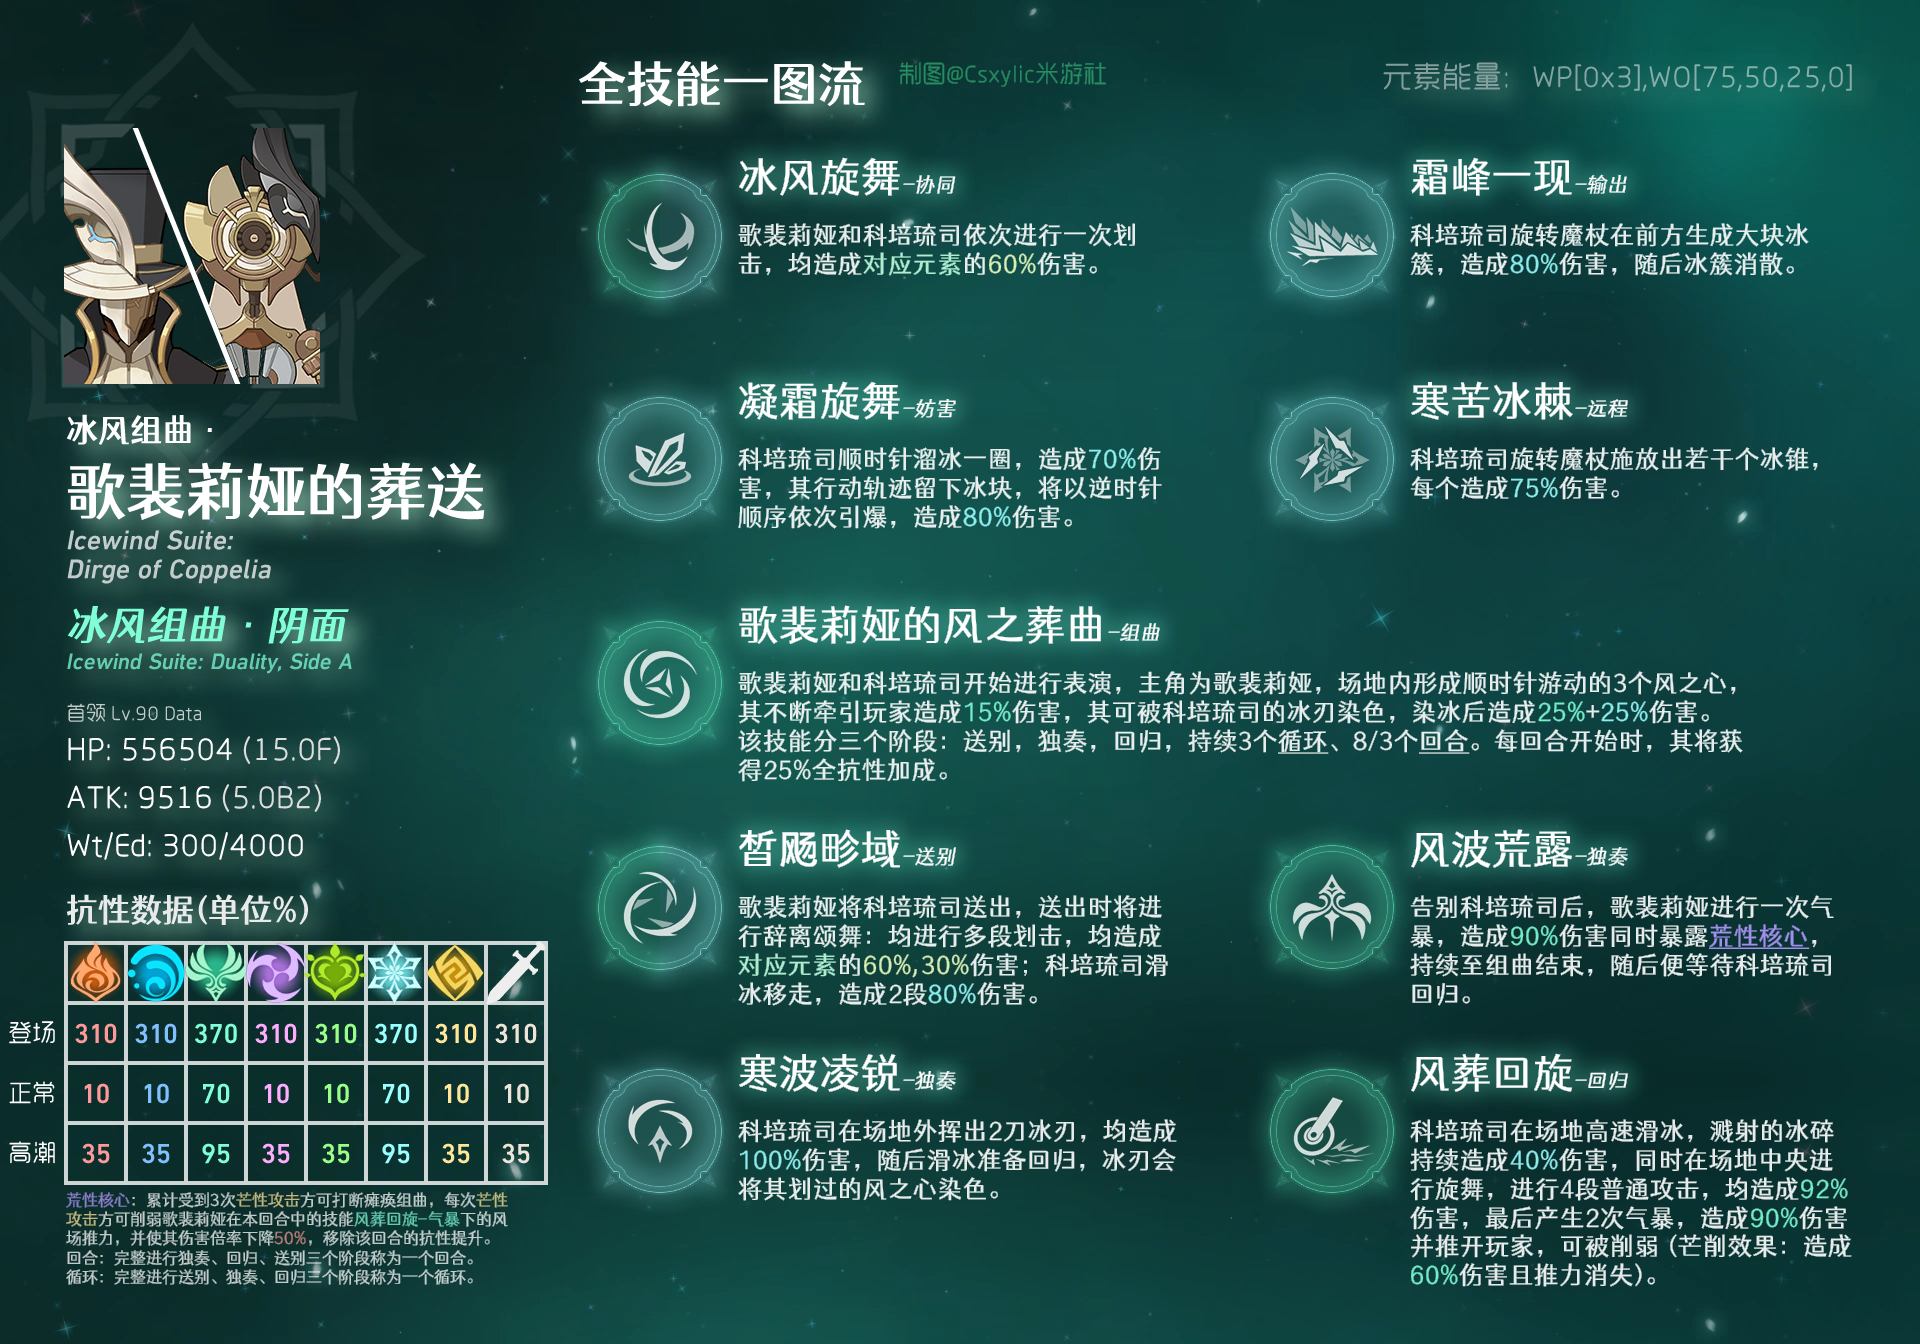 全技能一图流
制图@Csxylic米游社
元素能量： WP[0x3],WO[75,50,25,0]
冰风组曲 ·
歌裴莉娅的葬送
Icewind Suite:
Dirge of Coppelia
冰风组曲 · 阴面
Icewind Suite: Duality, Side A
首领 Lv.90 Data
HP: 556504 (15.0F)
ATK: 9516 (5.0B2)
Wt/Ed: 300/4000
抗性数据(单位%)
登场 310 310 370 310 310 370 310 310
正常 10 10 70 10 10 70 10 10
高潮 35 35 95 35 35 95 35 35
荒性核心：累计受到3次芒性攻击方可打断瘫痪组曲，每次芒性
攻击方可削弱歌裴莉娅在本回合中的技能风葬回旋-气暴下的风
场推力，并使其伤害倍率下降50%，移除该回合的抗性提升。
回合：完整进行独奏、回归、送别三个阶段称为一个回合。
循环：完整进行送别、独奏、回归三个阶段称为一个循环。
冰风旋舞-协同
歌裴莉娅和科培琉司依次进行一次划
击，均造成对应元素的60%伤害。
霜峰一现-输出
科培琉司旋转魔杖在前方生成大块冰
簇，造成80%伤害，随后冰簇消散。
凝霜旋舞-妨害
科培琉司顺时针溜冰一圈，造成70%伤
害，其行动轨迹留下冰块，将以逆时针
顺序依次引爆，造成80%伤害。
寒苦冰棘-远程
科培琉司旋转魔杖施放出若干个冰锥，
每个造成75%伤害。
歌裴莉娅的风之葬曲-组曲
歌裴莉娅和科培琉司开始进行表演，主角为歌裴莉娅，场地内形成顺时针游动的3个风之心，
其不断牵引玩家造成15%伤害，其可被科培琉司的冰刃染色，染冰后造成25%+25%伤害。
该技能分三个阶段：送别，独奏，回归，持续3个循环、8/3个回合。每回合开始时，其将获
得25%全抗性加成。
皙飏畛域-送别
歌裴莉娅将科培琉司送出，送出时将进
行辞离颂舞：均进行多段划击，均造成
对应元素的60%,30%伤害；科培琉司滑
冰移走，造成2段80%伤害。
风波荒露-独奏
告别科培琉司后，歌裴莉娅进行一次气
暴，造成90%伤害同时暴露荒性核心，
持续至组曲结束，随后便等待科培琉司
回归。
寒波凌锐-独奏
科培琉司在场地外挥出2刀冰刃，均造成
100%伤害，随后滑冰准备回归，冰刃会
将其划过的风之心染色。
风葬回旋-回归
科培琉司在场地高速滑冰，溅射的冰碎
持续造成40%伤害，同时在场地中央进
行旋舞，进行4段普通攻击，均造成92%
伤害，最后产生2次气暴，造成90%伤害
并推开玩家，可被削弱 (芒削效果：造成
60%伤害且推力消失)。